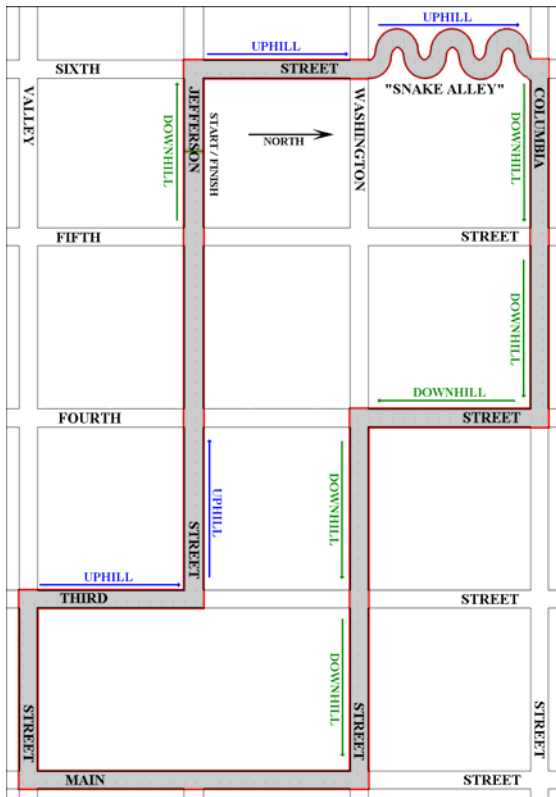 UPHILL
UPHILL
SIXTH
STREET
"SNAKE ALLEY"
VALLEY
DOWNHILL
JEFFERSON
START / FINISH
NORTH
WASHINGTON
DOWNHILL
COLUMBIA
FIFTH
STREET
DOWNHILL
DOWNHILL
FOURTH
STREET
UPHILL
DOWNHILL
STREET
UPHILL
THIRD
STREET
DOWNHILL
STREET
STREET
STREET
MAIN
STREET